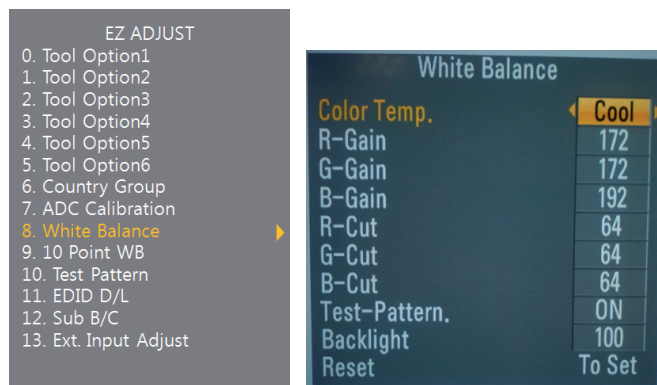 EZ ADJUST
0. Tool Option1
1. Tool Option2
2. Tool Option3
3. Tool Option4
4. Tool Option5
5. Tool Option6
6. Country Group
7. ADC Calibration
8. White Balance
9. 10 Point WB
10. Test Pattern
11. EDID D/L
12. Sub B/C
13. Ext. Input Adjust
White Balance
Color Temp. Cool
R-Gain 172
G-Gain 172
B-Gain 192
R-Cut 64
G-Cut 64
B-Cut 64
Test-Pattern. ON
Backlight 100
Reset To Set